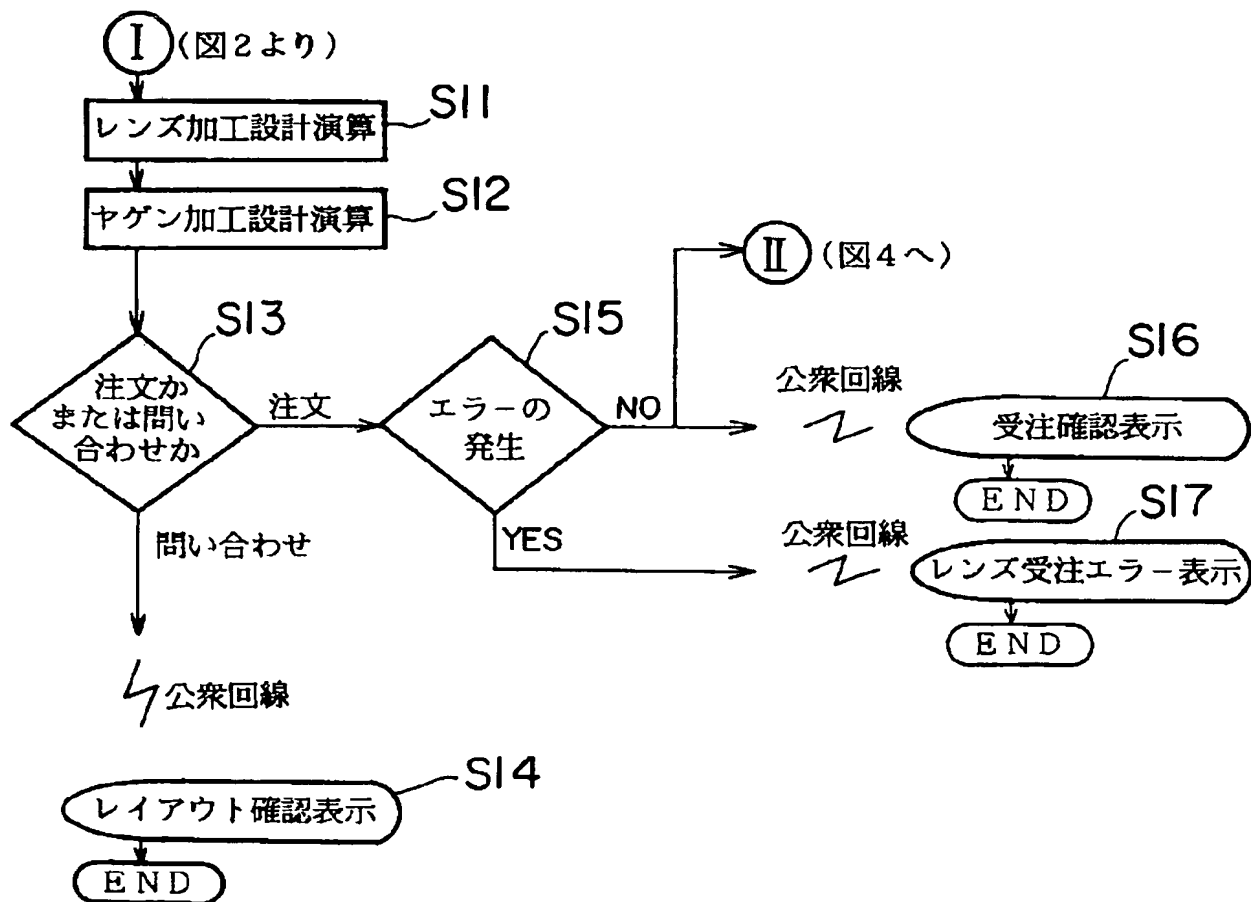 I (図2より)
S11
レンズ加工設計演算
S12
ヤゲン加工設計演算
II (図4へ)
S13
注文か
または問い
合わせか
注文
S15
エラーの
発生
NO
公衆回線
S16
受注確認表示
END
問い合わせ
YES
公衆回線
S17
レンズ受注エラー表示
END
公衆回線
S14
レイアウト確認表示
END